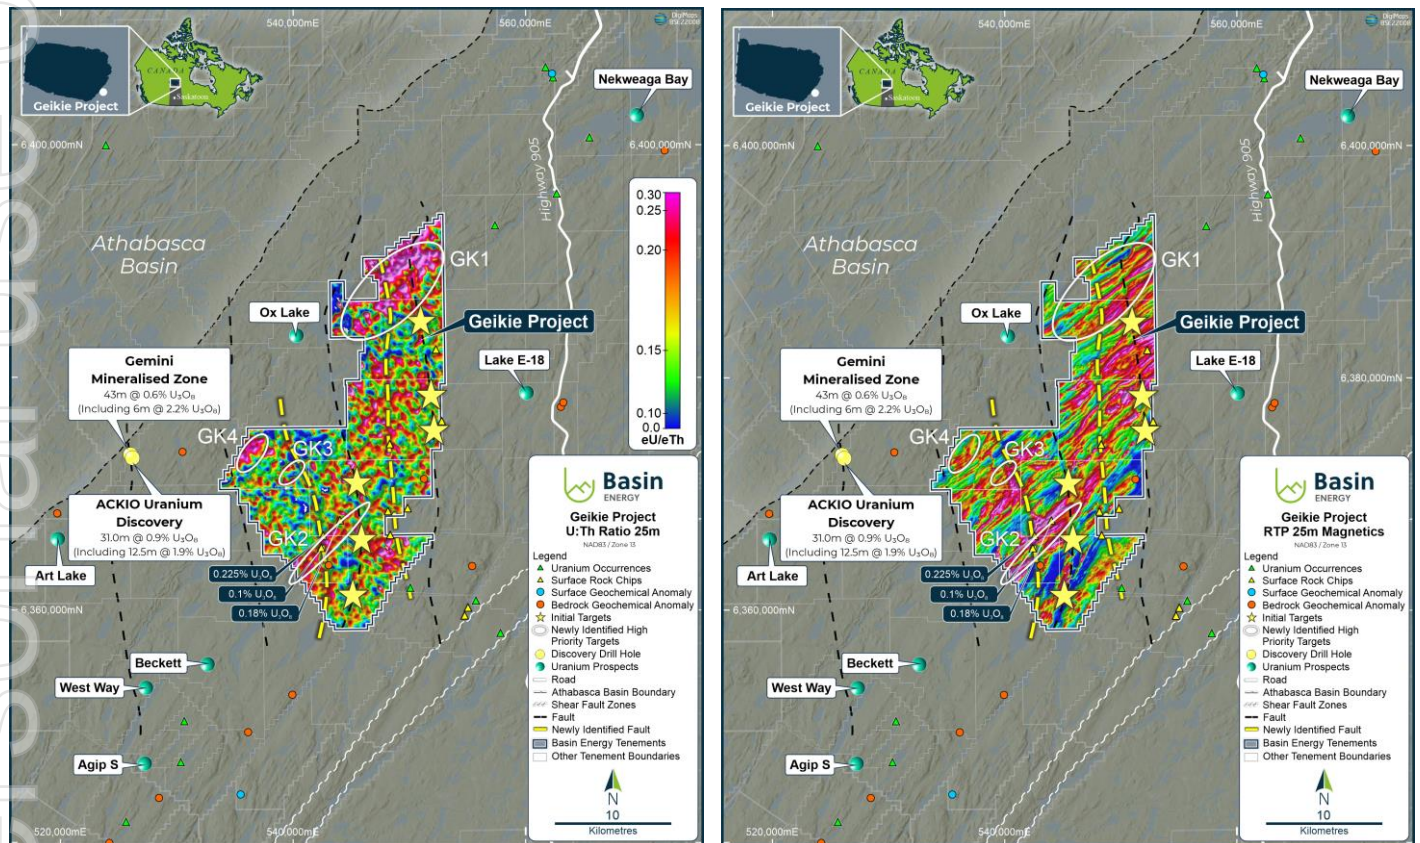 540,000mE
560,000mE
DigiMaps
CANADA
Saskatoon
Geikie Project
Nekweaga Bay
6,400,000mN
6,400,000mN
Highway 905
0.30
0.25
0.20
0.15
0.10
0.0
eU/eTh
Athabasca
Basin
GK1
Ox Lake
Geikie Project
Lake E-18
Gemini
Mineralised Zone
43m @ 0.6% U₃O₈
(Including 6m @ 2.2% U₃O₈)
GK4
GK3
ACKIO Uranium
Discovery
31.0m @ 0.9% U₃O₈
(Including 12.5m @ 1.9% U₃O₈)
GK2
Art Lake
0.225% U₃O₈
0.1% U₃O₈
0.18% U₃O₈
6,360,000mN
Beckett
West Way
Agip S
520,000mE
540,000mE
Basin
ENERGY
Geikie Project
U:Th Ratio 25m
NAD83 / Zone 13
Legend
Uranium Occurrences
Surface Rock Chips
Surface Geochemical Anomaly
Bedrock Geochemical Anomaly
Initial Targets
Newly Identified High
Priority Targets
Discovery Drill Hole
Uranium Prospects
Road
Athabasca Basin Boundary
Shear Fault Zones
Fault
Newly Identified Fault
Basin Energy Tenements
Other Tenement Boundaries
N
10
Kilometres
540,000mE
560,000mE
DigiMaps
CANADA
Saskatoon
Geikie Project
Nekweaga Bay
6,400,000mN
6,400,000mN
Highway 905
Athabasca
Basin
GK1
Ox Lake
Geikie Project
Lake E-18
6,380,000mN
Gemini
Mineralised Zone
43m @ 0.6% U₃O₈
(Including 6m @ 2.2% U₃O₈)
GK4
GK3
ACKIO Uranium
Discovery
31.0m @ 0.9% U₃O₈
(Including 12.5m @ 1.9% U₃O₈)
GK2
Art Lake
0.225% U₃O₈
0.1% U₃O₈
0.18% U₃O₈
6,360,000mN
Beckett
West Way
Agip S
520,000mE
540,000mE
Basin
ENERGY
Geikie Project
RTP 25m Magnetics
NAD83 / Zone 13
Legend
Uranium Occurrences
Surface Rock Chips
Surface Geochemical Anomaly
Bedrock Geochemical Anomaly
Initial Targets
Newly Identified High
Priority Targets
Discovery Drill Hole
Uranium Prospects
Road
Athabasca Basin Boundary
Shear Fault Zones
Fault
Newly Identified Fault
Basin Energy Tenements
Other Tenement Boundaries
N
10
Kilometres